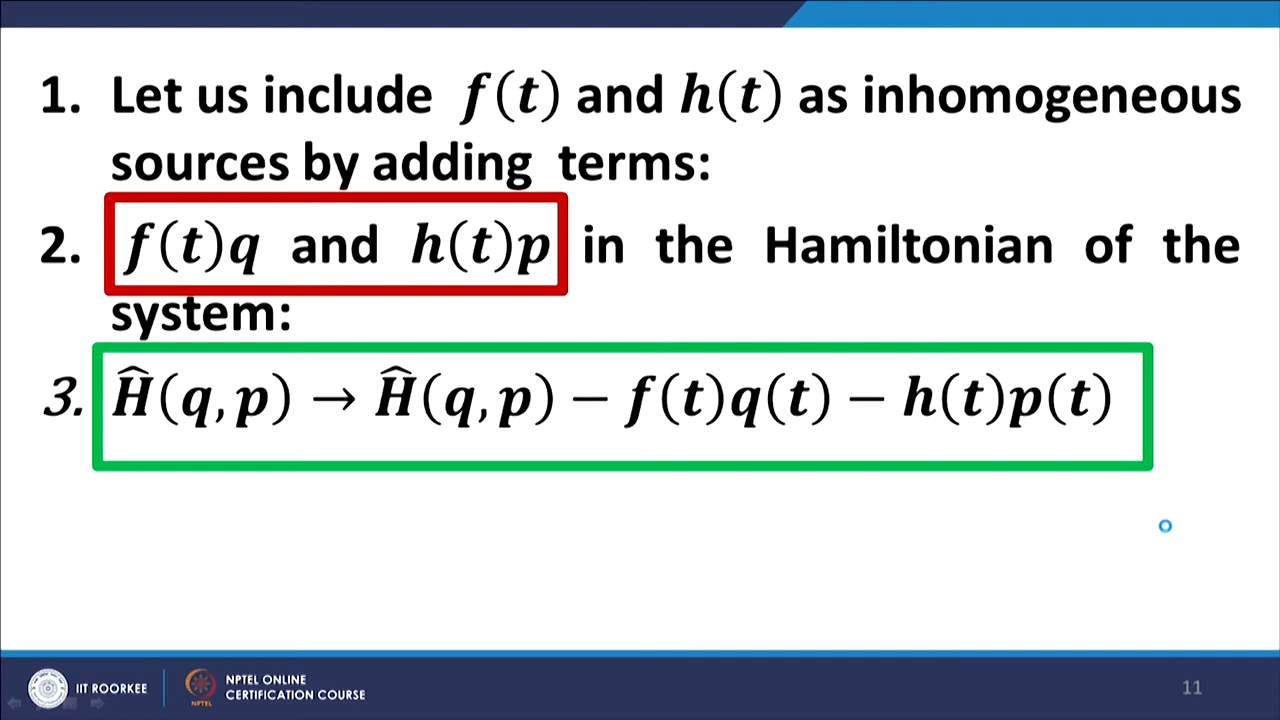 1. Let us include f(t) and h(t) as inhomogeneous
sources by adding terms:
2. f(t)q and h(t)p in the Hamiltonian of the
system:
3. Ĥ(q,p) → Ĥ(q,p) − f(t)q(t) − h(t)p(t)
IIT ROORKEE
NPTEL
NPTEL ONLINE
CERTIFICATION COURSE
11